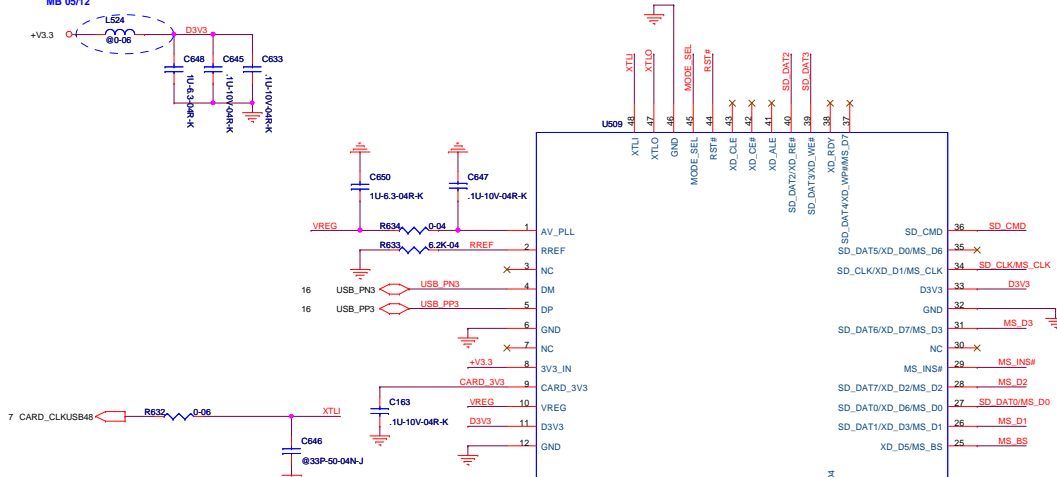 MB 05/12
L524
+V3.3
D3V3
@0-06
C648
C645
C633
1U-6.3-04R-K
.1U-10V-04R-K
.1U-10V-04R-K
XTLI
XTLO
MODE_SEL
RST#
SD_DAT2
SD_DAT3
U509
48
47
46
45
44
43
42
41
40
39
38
37
XTLI
XTLO
GND
MODE_SEL
RST#
XD_CLE
XD_CE#
XD_ALE
SD_DAT2/XD_RE#
SD_DAT3/XD_WE#
XD_RDY
SD_DAT4/XD_WP#/MS_D7
C650
1U-6.3-04R-K
C647
.1U-10V-04R-K
VREG
R634
0-04
1
AV_PLL
R633
6.2K-04
RREF
2
RREF
3
NC
16
USB_PN3
USB_PN3
4
DM
16
USB_PP3
USB_PP3
5
DP
6
GND
7
NC
+V3.3
8
3V3_IN
CARD_3V3
9
CARD_3V3
C163
.1U-10V-04R-K
VREG
10
VREG
D3V3
11
D3V3
12
GND
7 CARD_CLKUSB48
R632
0-06
XTLI
C646
@33P-50-04N-J
SD_CMD
36
SD_CMD
SD_DAT5/XD_D0/MS_D6
35
SD_CLK/XD_D1/MS_CLK
34
SD_CLK/MS_CLK
D3V3
33
D3V3
GND
32
SD_DAT6/XD_D7/MS_D3
31
MS_D3
NC
30
MS_INS#
29
MS_INS#
SD_DAT7/XD_D2/MS_D2
28
MS_D2
SD_DAT0/XD_D6/MS_D0
27
SD_DAT0/MS_D0
SD_DAT1/XD_D3/MS_D1
26
MS_D1
XD_D5/MS_BS
25
MS_BS